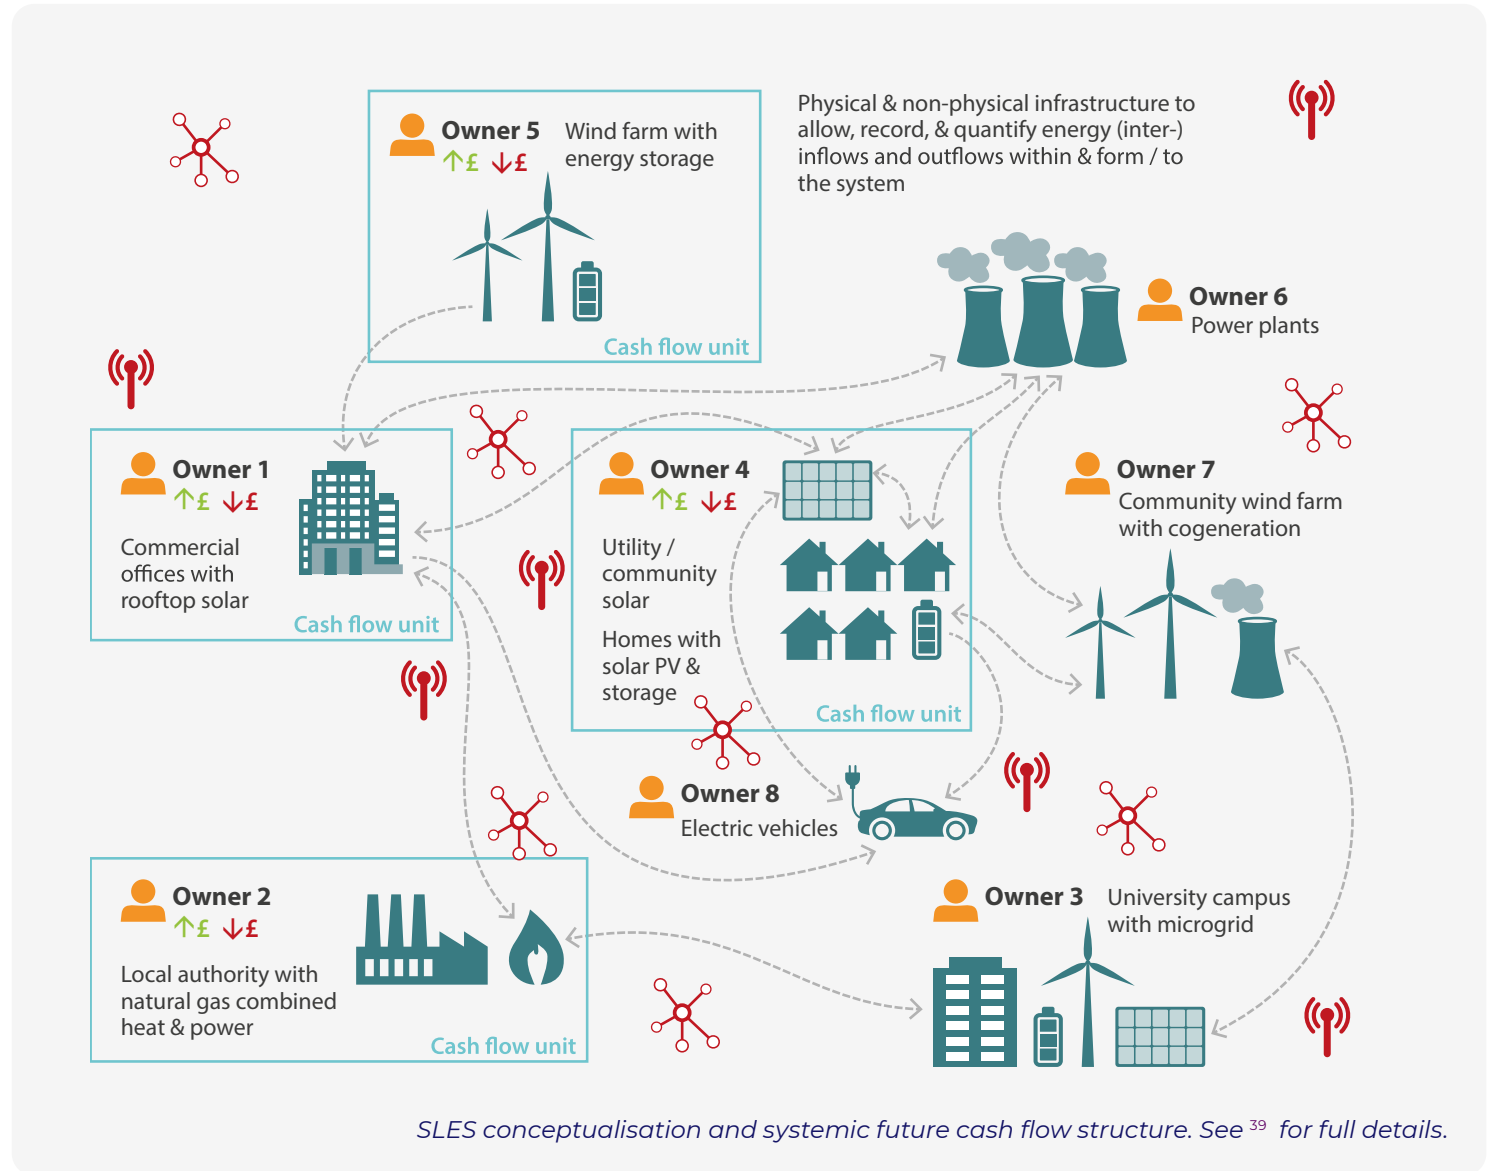 Owner 5
↑£ ↓£
Wind farm with
energy storage
Cash flow unit
Physical & non-physical infrastructure to
allow, record, & quantify energy (inter-)
inflows and outflows within & form / to
the system
Owner 6
Power plants
Owner 1
↑£ ↓£
Commercial
offices with
rooftop solar
Cash flow unit
Owner 4
↑£ ↓£
Utility /
community
solar
Homes with
solar PV &
storage
Cash flow unit
Owner 7
Community wind farm
with cogeneration
Owner 8
Electric vehicles
Owner 2
↑£ ↓£
Local authority with
natural gas combined
heat & power
Cash flow unit
Owner 3
University campus
with microgrid
SLES conceptualisation and systemic future cash flow structure. See 39 for full details.